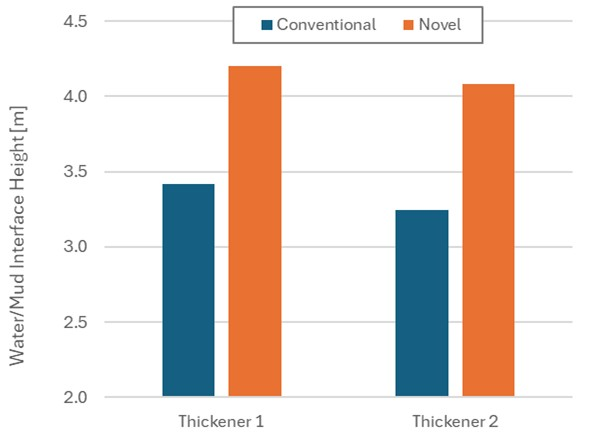 Conventional Novel
Water/Mud Interface Height [m]
4.5
4.0
3.5
3.0
2.5
2.0
Thickener 1 Thickener 2